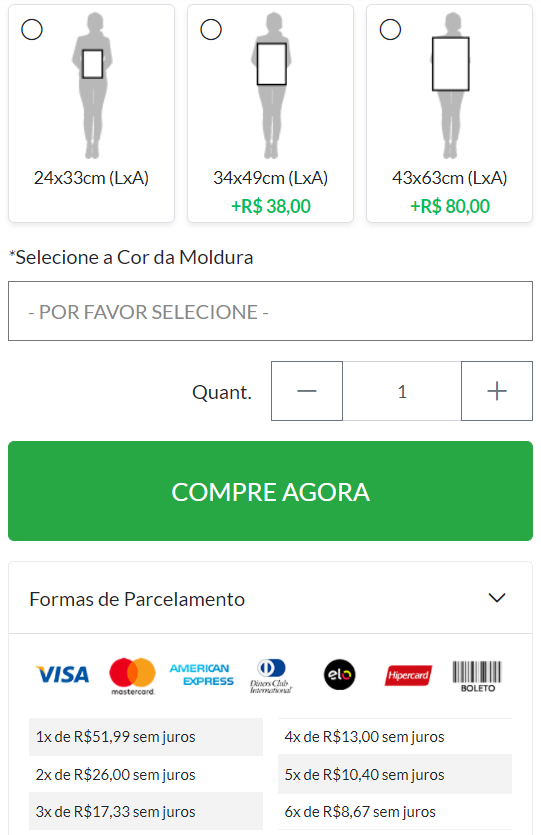 24x33cm (LxA)
34x49cm (LxA)
43x63cm (LxA)
+R$ 38,00
+R$ 80,00
*Selecione a Cor da Moldura
- POR FAVOR SELECIONE -
Quant.
1
COMPRE AGORA
Formas de Parcelamento
VISA
mastercard.
AMERICAN
EXPRESS
Diners Club
International
elo
Hipercard
BOLETO
1x de R$51,99 sem juros
4x de R$13,00 sem juros
2x de R$26,00 sem juros
5x de R$10,40 sem juros
3x de R$17,33 sem juros
6x de R$8,67 sem juros